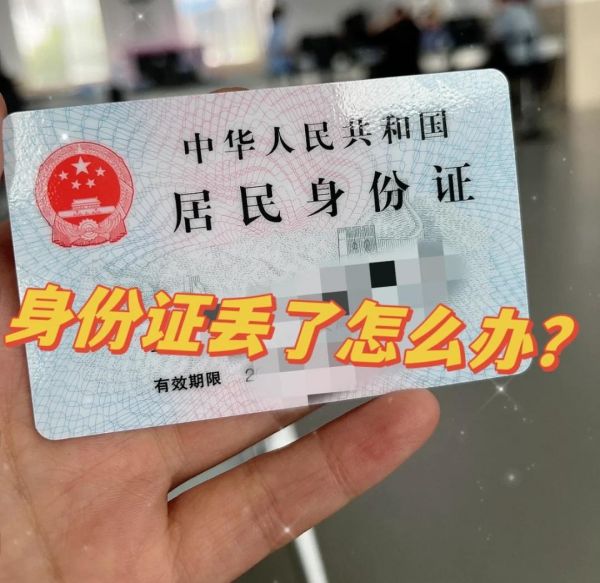 中华人民共和国
居民身份证
身份证丢了怎么办?
有效期限 2